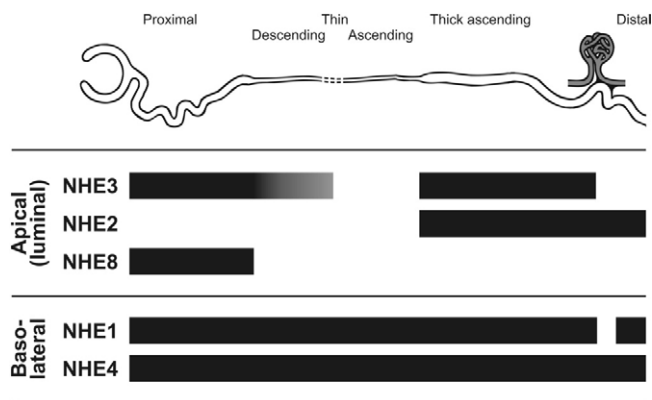 Proximal Thin Thick ascending Distal
Descending Ascending
Apical
(luminal)
NHE3
NHE2
NHE8
Baso-
lateral
NHE1
NHE4